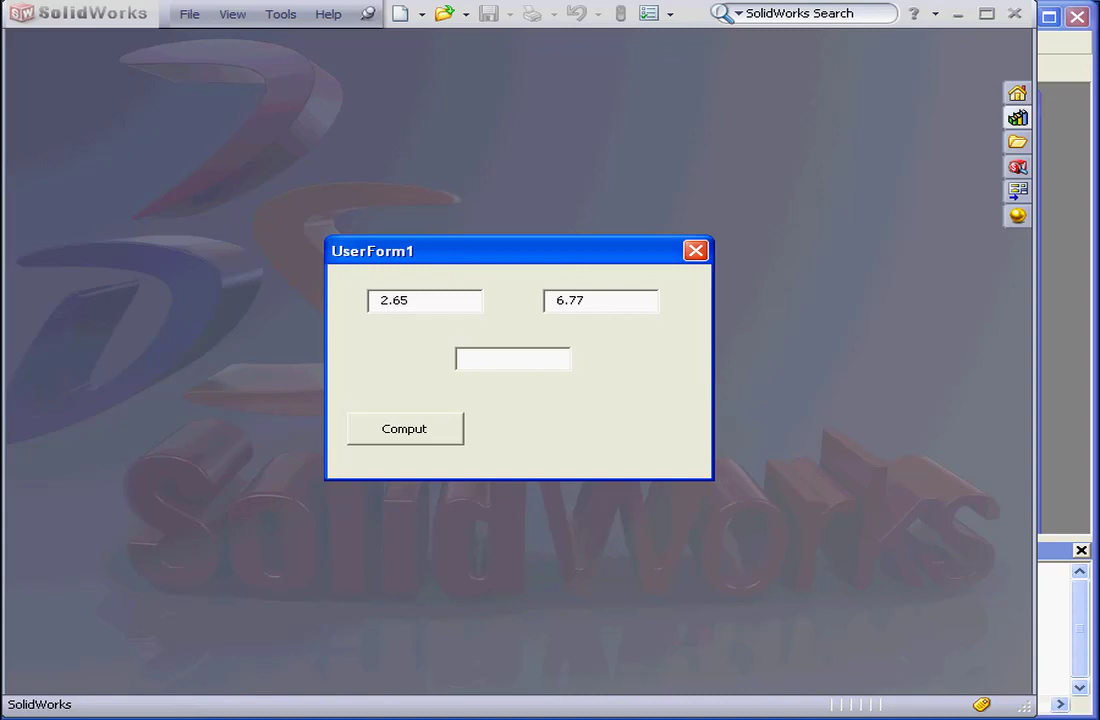 SolidWorks File View Tools Help SolidWorks Search ?
UserForm1
2.65 6.77
Comput
SolidWorks
SolidWorks